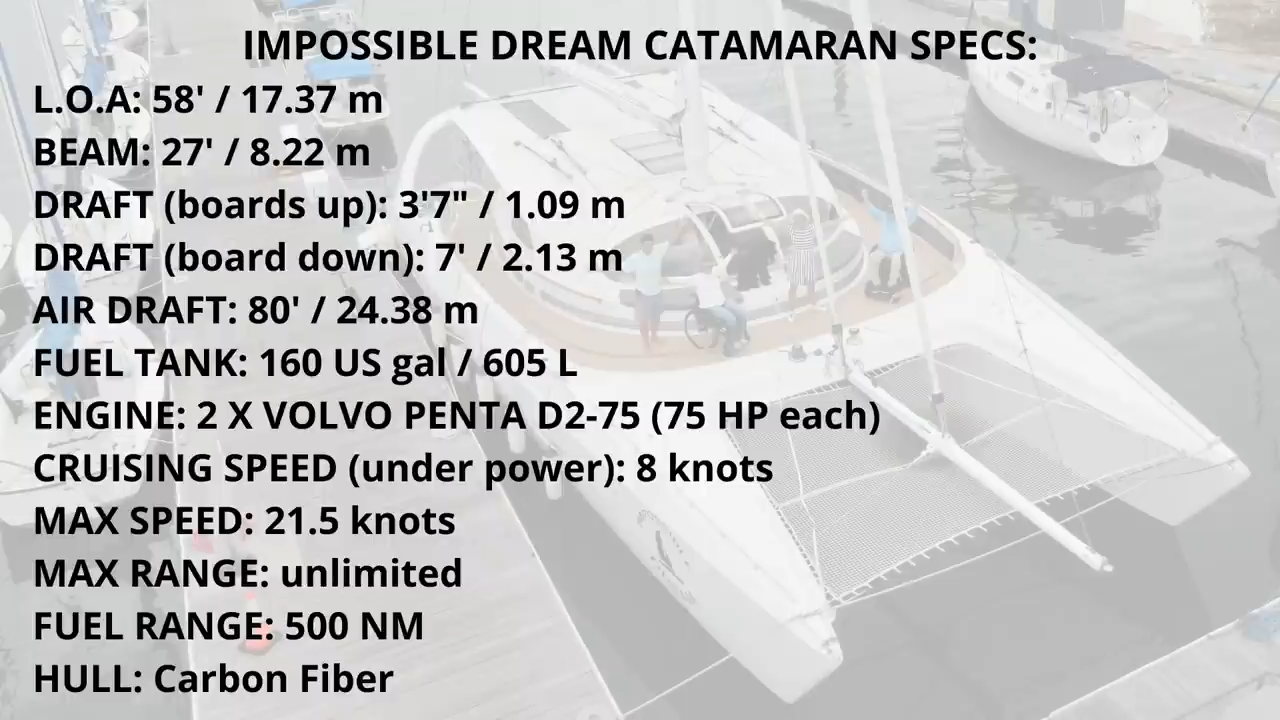 IMPOSSIBLE DREAM CATAMARAN SPECS:
L.O.A: 58' / 17.37 m
BEAM: 27' / 8.22 m
DRAFT (boards up): 3'7" / 1.09 m
DRAFT (board down): 7' / 2.13 m
AIR DRAFT: 80' / 24.38 m
FUEL TANK: 160 US gal / 605 L
ENGINE: 2 X VOLVO PENTA D2-75 (75 HP each)
CRUISING SPEED (under power): 8 knots
MAX SPEED: 21.5 knots
MAX RANGE: unlimited
FUEL RANGE: 500 NM
HULL: Carbon Fiber